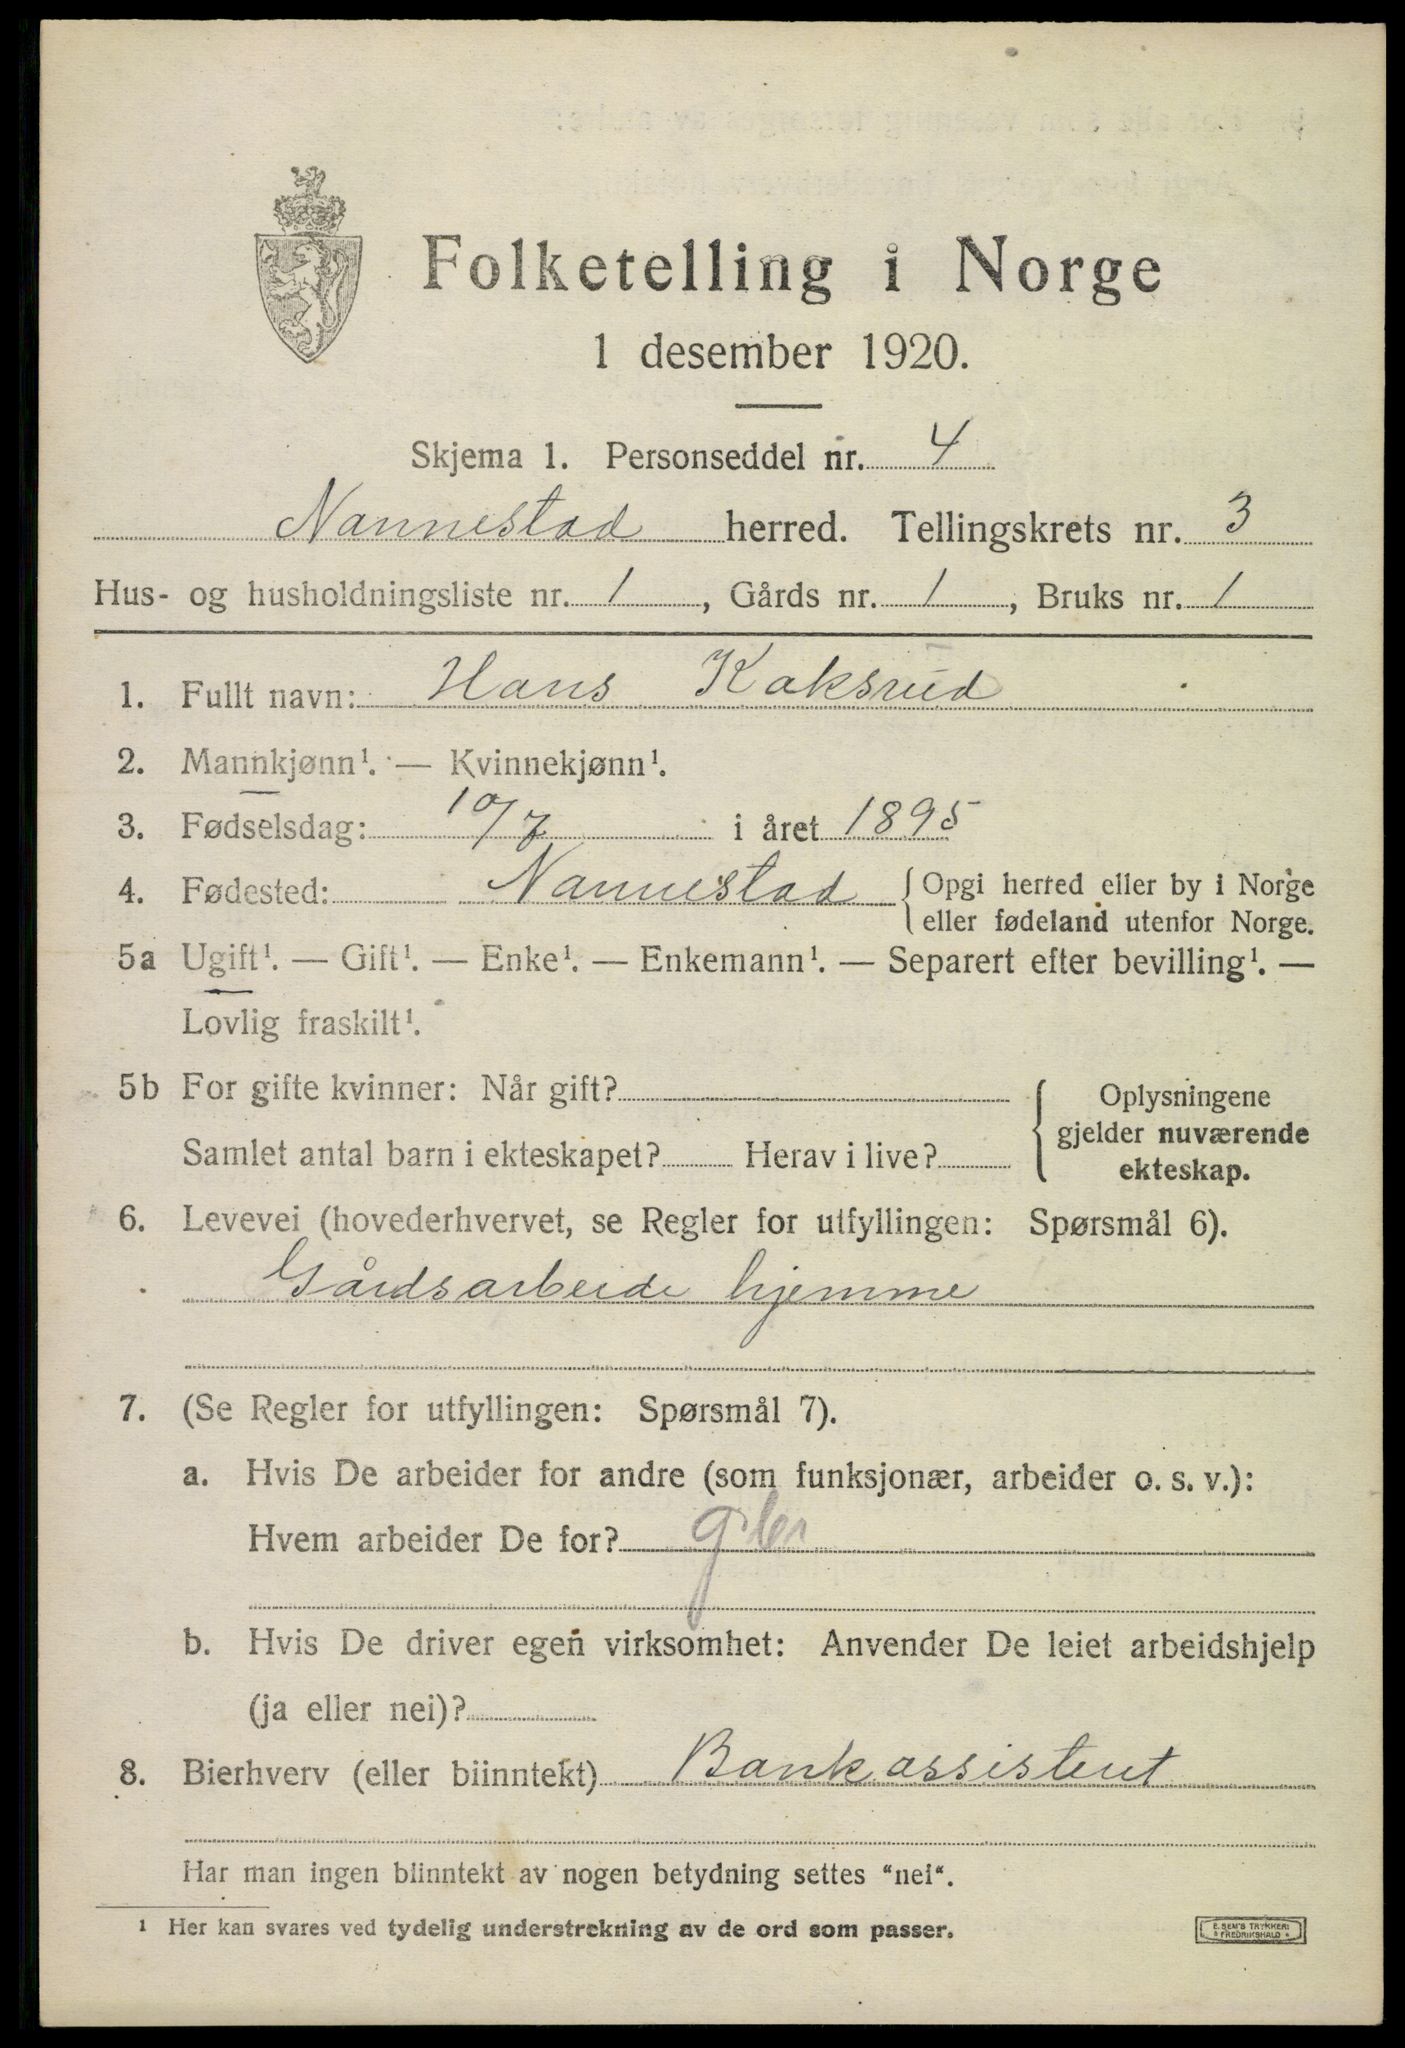 Folketelling i Norge
1 desember 1920.
Skjema 1. Personseddel nr. 4
Nannestad herred. Tellingskrets nr. 3
Hus- og husholdningsliste nr. 1, Gårds nr. 1, Bruks nr. 1
1. Fullt navn: Hans Kaksrud
2. Mannkjønn¹. — Kvinnekjønn¹.
3. Fødselsdag: 10/7 i året 1895
4. Fødested: Nannestad {Opgi herred eller by i Norge
eller fødeland utenfor Norge.
5a Ugift¹. — Gift¹. — Enke¹. — Enkemann¹. — Separert efter bevilling¹. —
Lovlig fraskilt¹.
5b For gifte kvinner: Når gift?
Samlet antal barn i ekteskapet? Herav i live?
Oplysningene
gjelder nuværende
ekteskap.
6. Levevei (hovederhvervet, se Regler for utfyllingen: Spørsmål 6).
Gårdsarbeide hjemme
7. (Se Regler for utfyllingen: Spørsmål 7).
a. Hvis De arbeider for andre (som funksjonær, arbeider o. s. v.):
Hvem arbeider De for?
b. Hvis De driver egen virksomhet: Anvender De leiet arbeidshjelp
(ja eller nei)?
8. Bierhverv (eller biinntekt) Bankassistent
Har man ingen biinntekt av nogen betydning settes "nei".
1 Her kan svares ved tydelig understrekning av de ord som passer.
E. SEM'S TRYKKERI
FREDRIKSHALD